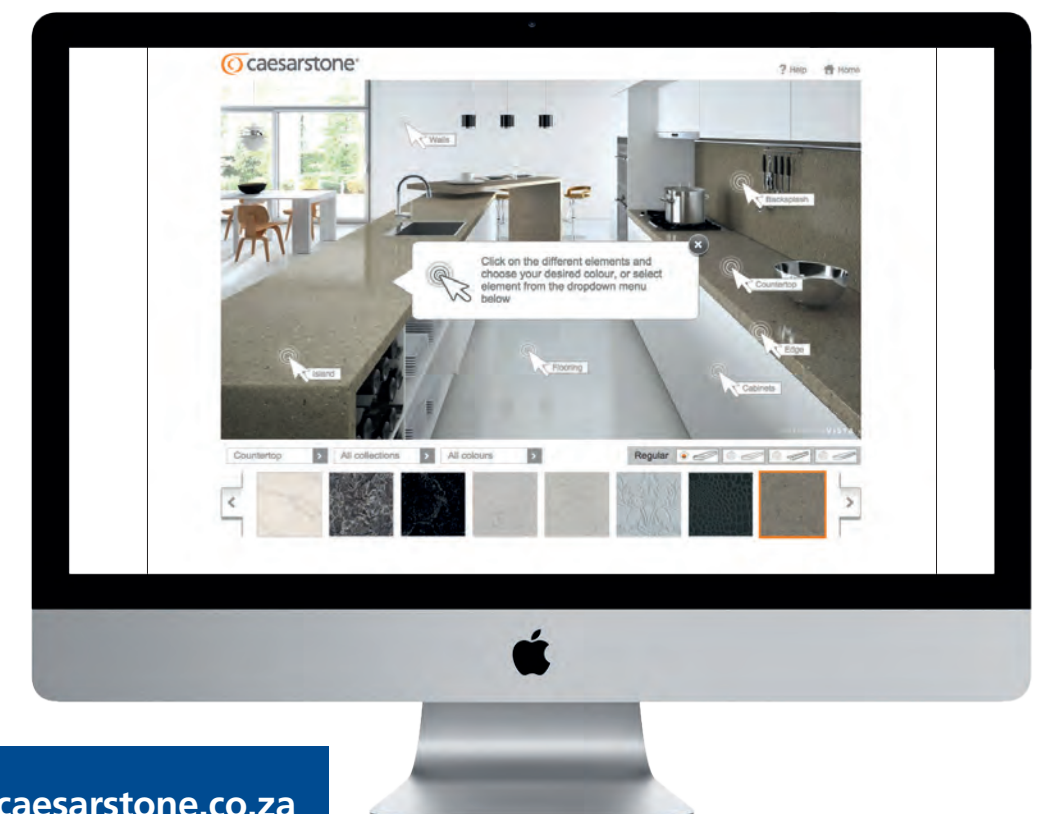 caesarstone®
? Help Home
Walls
Backsplash
Click on the different elements and
choose your desired colour, or select
element from the dropdown menu
below
Countertop
Edge
Island
Flooring
Cabinets
VISTA
Countertop All collections All colours Regular
caesarstone.co.za